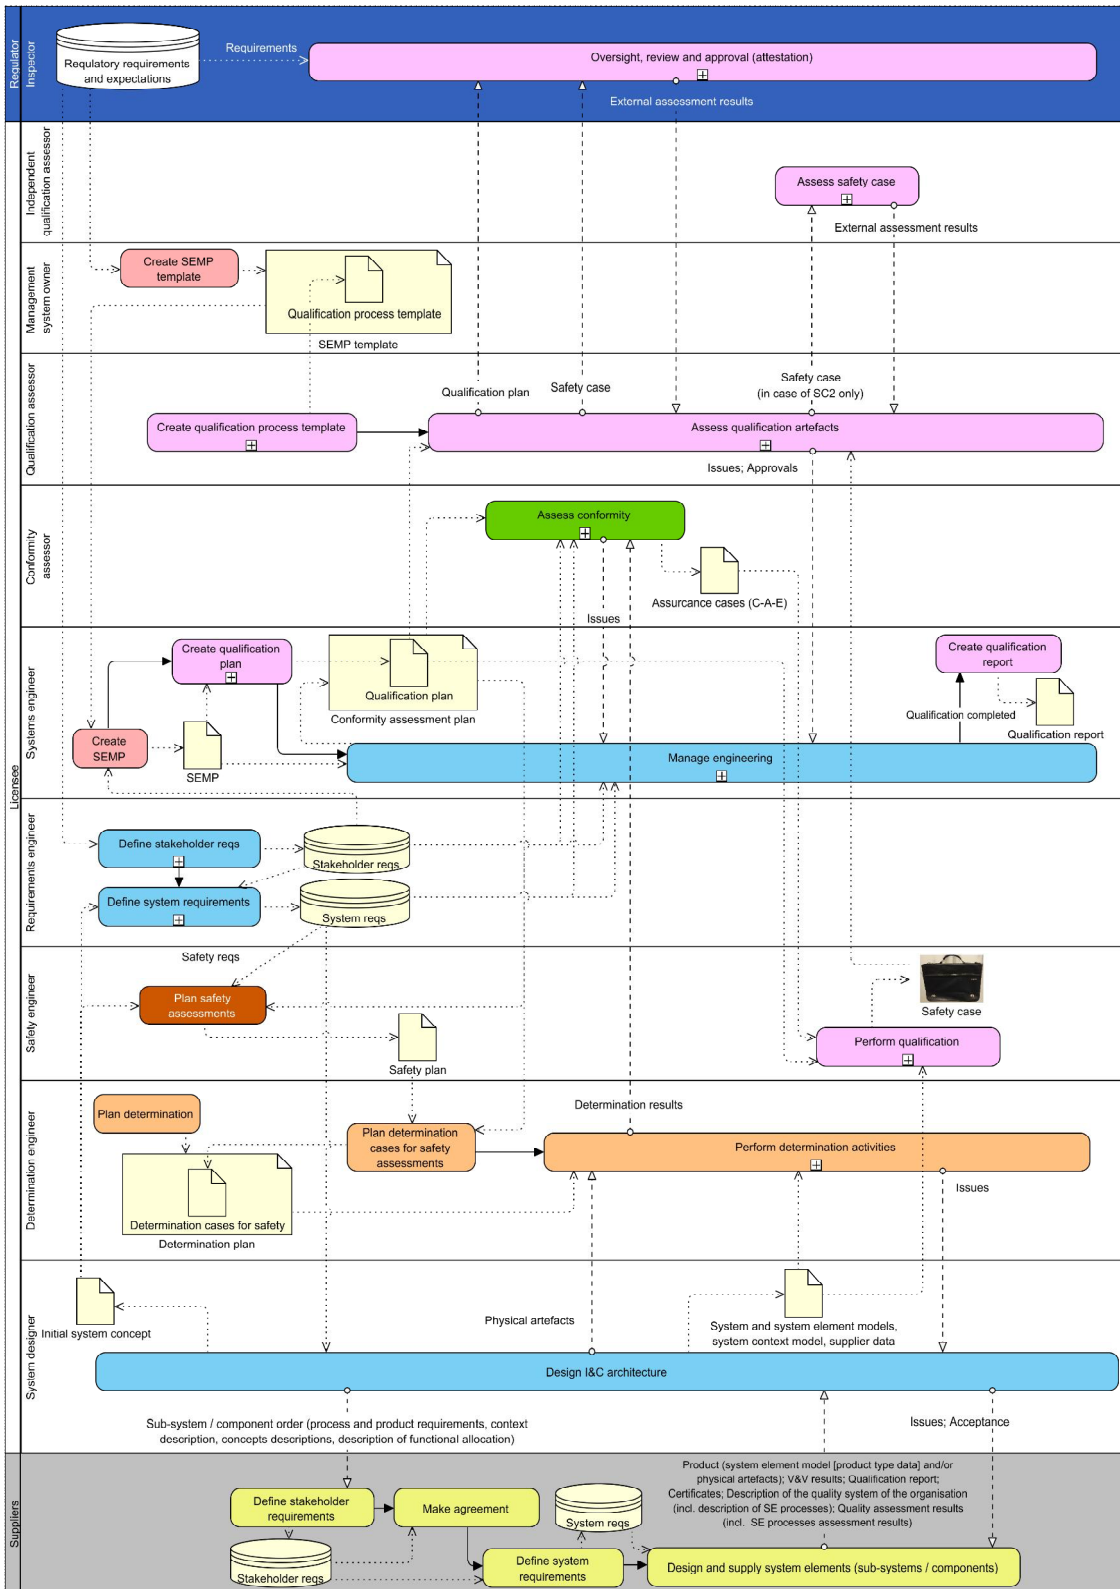 Regulator
Inspector
Regulatory requirements
and expectations
Requirements
Oversight, review and approval (attestation)
External assessment results
Independent
qualification assessor
Assess safety case
External assessment results
Management
system owner
Create SEMP
template
Qualification process template
SEMP template
Qualification assessor
Qualification plan
Safety case
Safety case
(in case of SC2 only)
Create qualification process template
Assess qualification artefacts
Issues; Approvals
Conformity
assessor
Assess conformity
Assurcance cases (C-A-E)
Issues
Licensee
Systems engineer
Create qualification
plan
Qualification plan
Conformity assessment plan
Create qualification
report
Qualification completed
Qualification report
Create
SEMP
SEMP
Manage engineering
Requirements engineer
Define stakeholder reqs
Stakeholder reqs
Define system requirements
System reqs
Safety engineer
Safety reqs
Plan safety
assessments
Safety plan
Safety case
Perform qualification
Determination engineer
Plan determination
Determination results
Plan determination
cases for safety
assessments
Perform determination activities
Issues
Determination cases for safety
Determination plan
System designer
Initial system concept
Physical artefacts
System and system element models,
system context model, supplier data
Design I&C architecture
Sub-system / component order (process and product requirements, context
description, concepts descriptions, description of functional allocation)
Issues; Acceptance
Suppliers
Product (system element model [product type data] and/or
physical artefacts); V&V results; Qualification report;
Certificates; Description of the quality system of the organisation
(incl. description of SE processes); Quality assessment results
(incl. SE processes assessment results)
Define stakeholder
requirements
Make agreement
System reqs
Stakeholder reqs
Define system
requirements
Design and supply system elements (sub-systems / components)